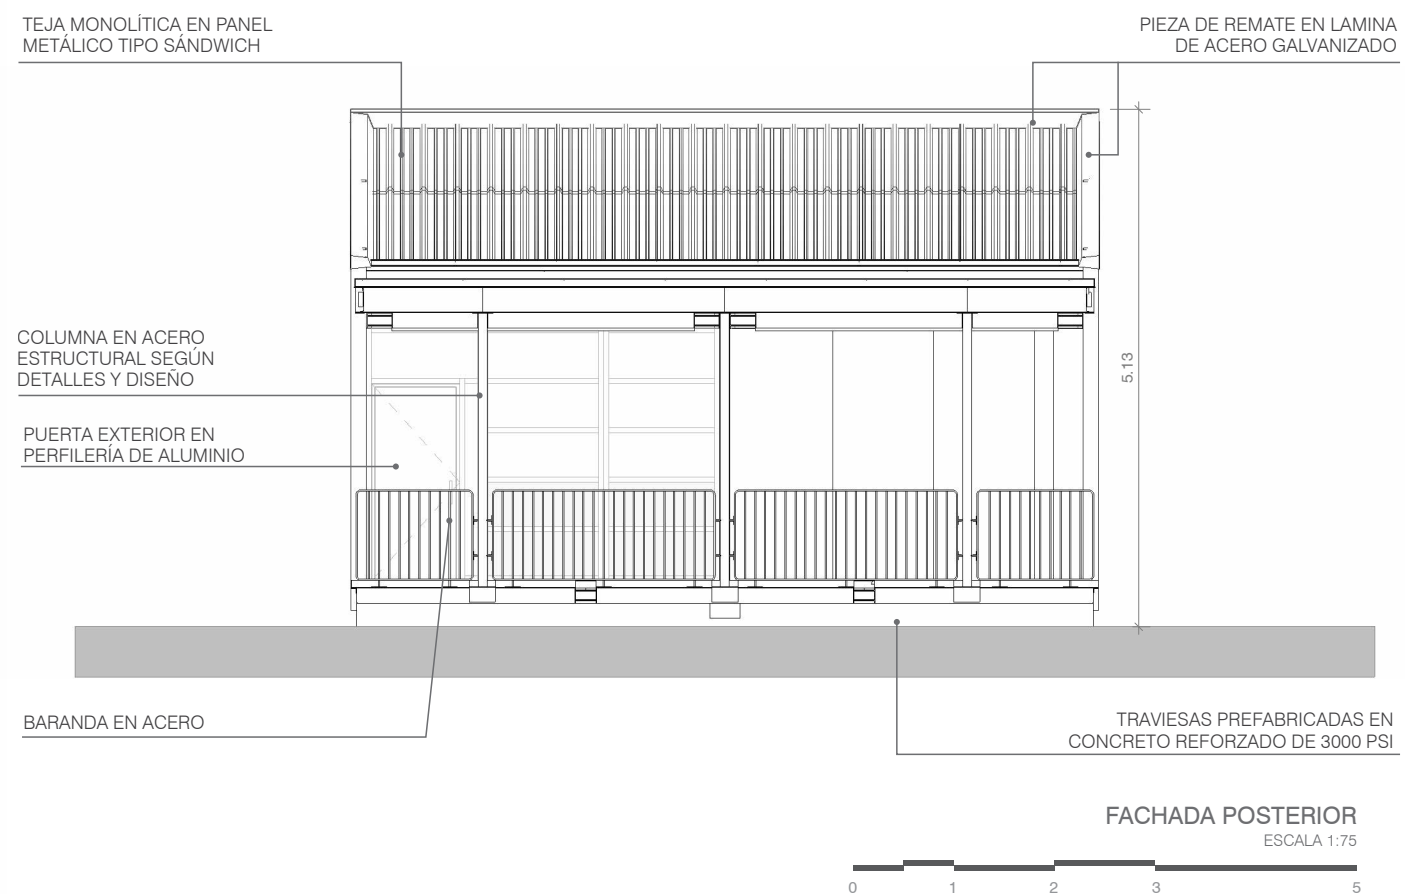 TEJA MONOLÍTICA EN PANEL
METÁLICO TIPO SÁNDWICH
PIEZA DE REMATE EN LAMINA
DE ACERO GALVANIZADO
COLUMNA EN ACERO
ESTRUCTURAL SEGÚN
DETALLES Y DISEÑO
5.13
PUERTA EXTERIOR EN
PERFILERÍA DE ALUMINIO
BARANDA EN ACERO
TRAVIESAS PREFABRICADAS EN
CONCRETO REFORZADO DE 3000 PSI
FACHADA POSTERIOR
ESCALA 1:75
0 1 2 3 5